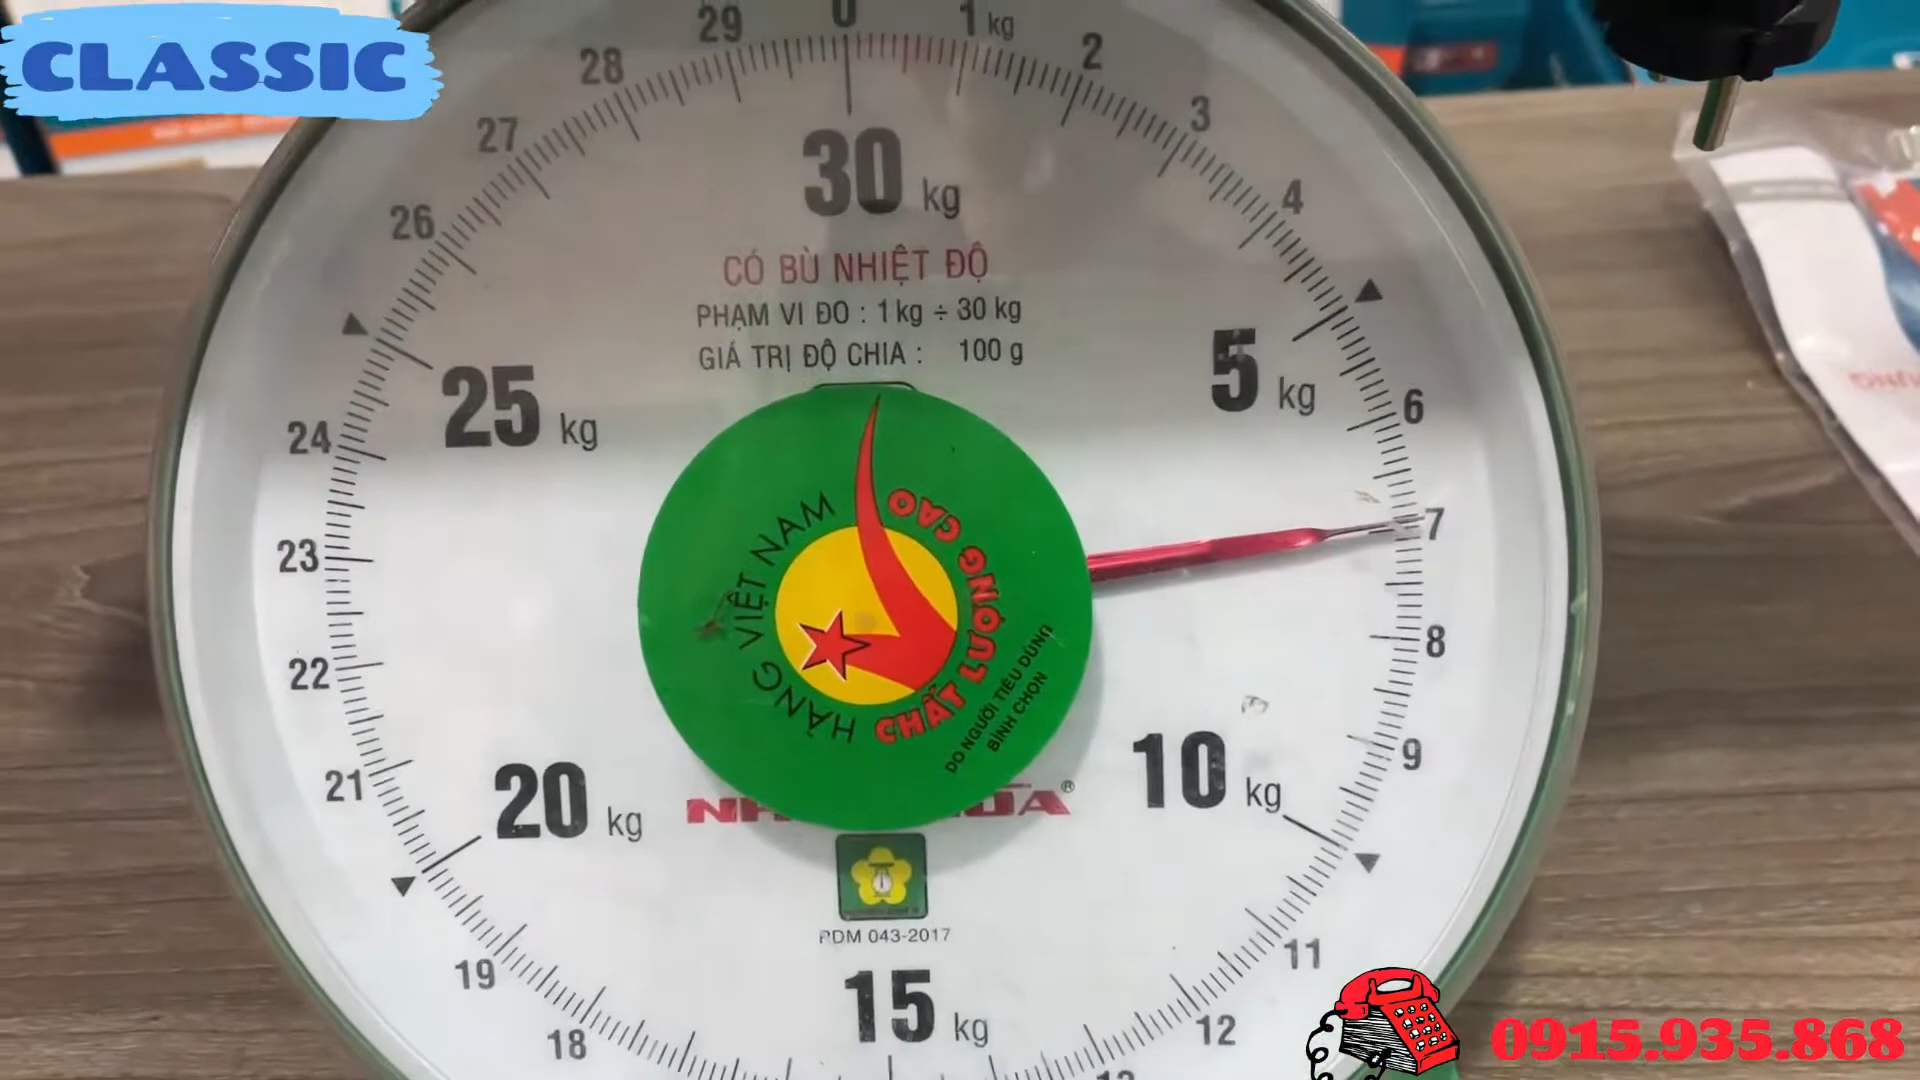 CLASSIC
0
1 kg
2
3
4
5 kg
6
7
8
9
10 kg
11
12
15 kg
18
19
20 kg
21
22
23
24
25 kg
26
27
28
29
30 kg
CÓ BÙ NHIỆT ĐỘ
PHẠM VI ĐO : 1 kg ÷ 30 kg
GIÁ TRỊ ĐỘ CHIA : 100 g
HÀNG VIỆT NAM
CHẤT LƯỢNG CAO
DO NGƯỜI TIÊU DÙNG
BÌNH CHỌN
PDM 043-2017
0915.935.868